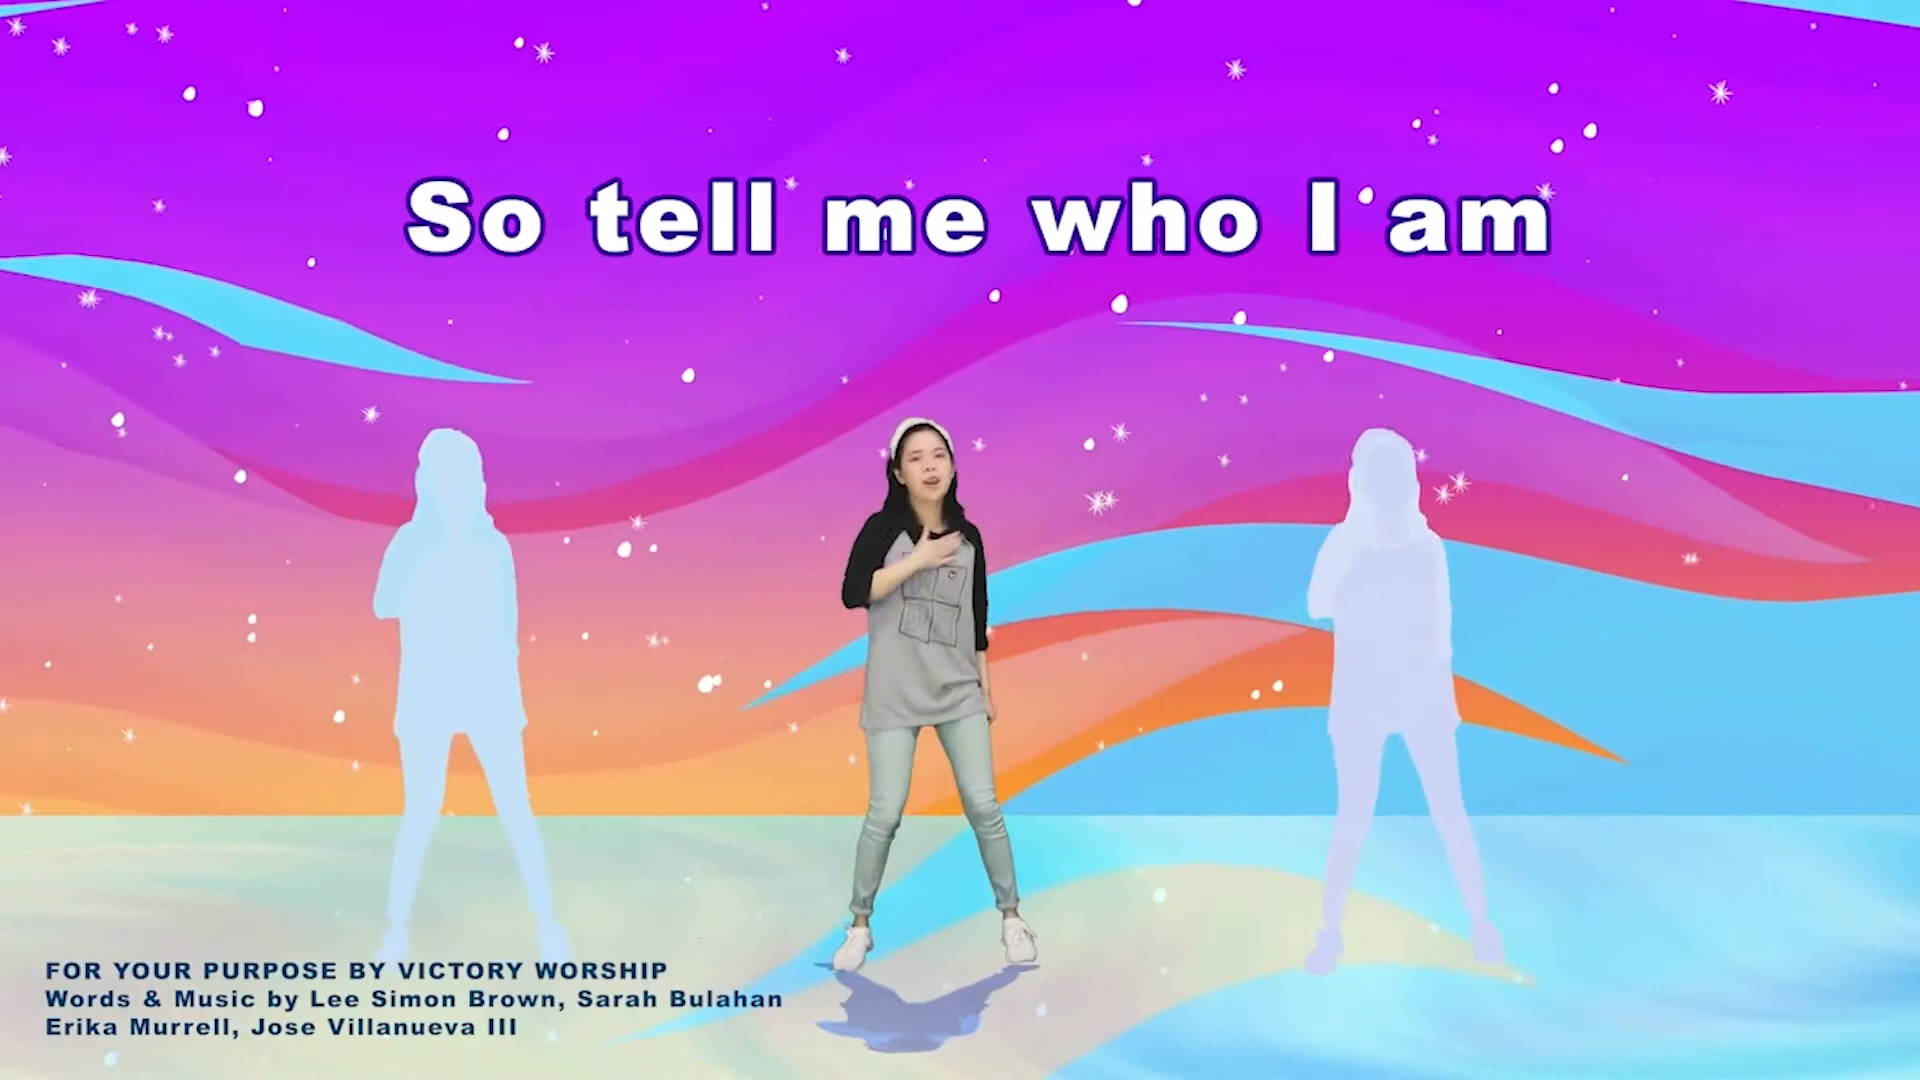 So tell me who I am
FOR YOUR PURPOSE BY VICTORY WORSHIP
Words & Music by Lee Simon Brown, Sarah Bulahan
Erika Murrell, Jose Villanueva III